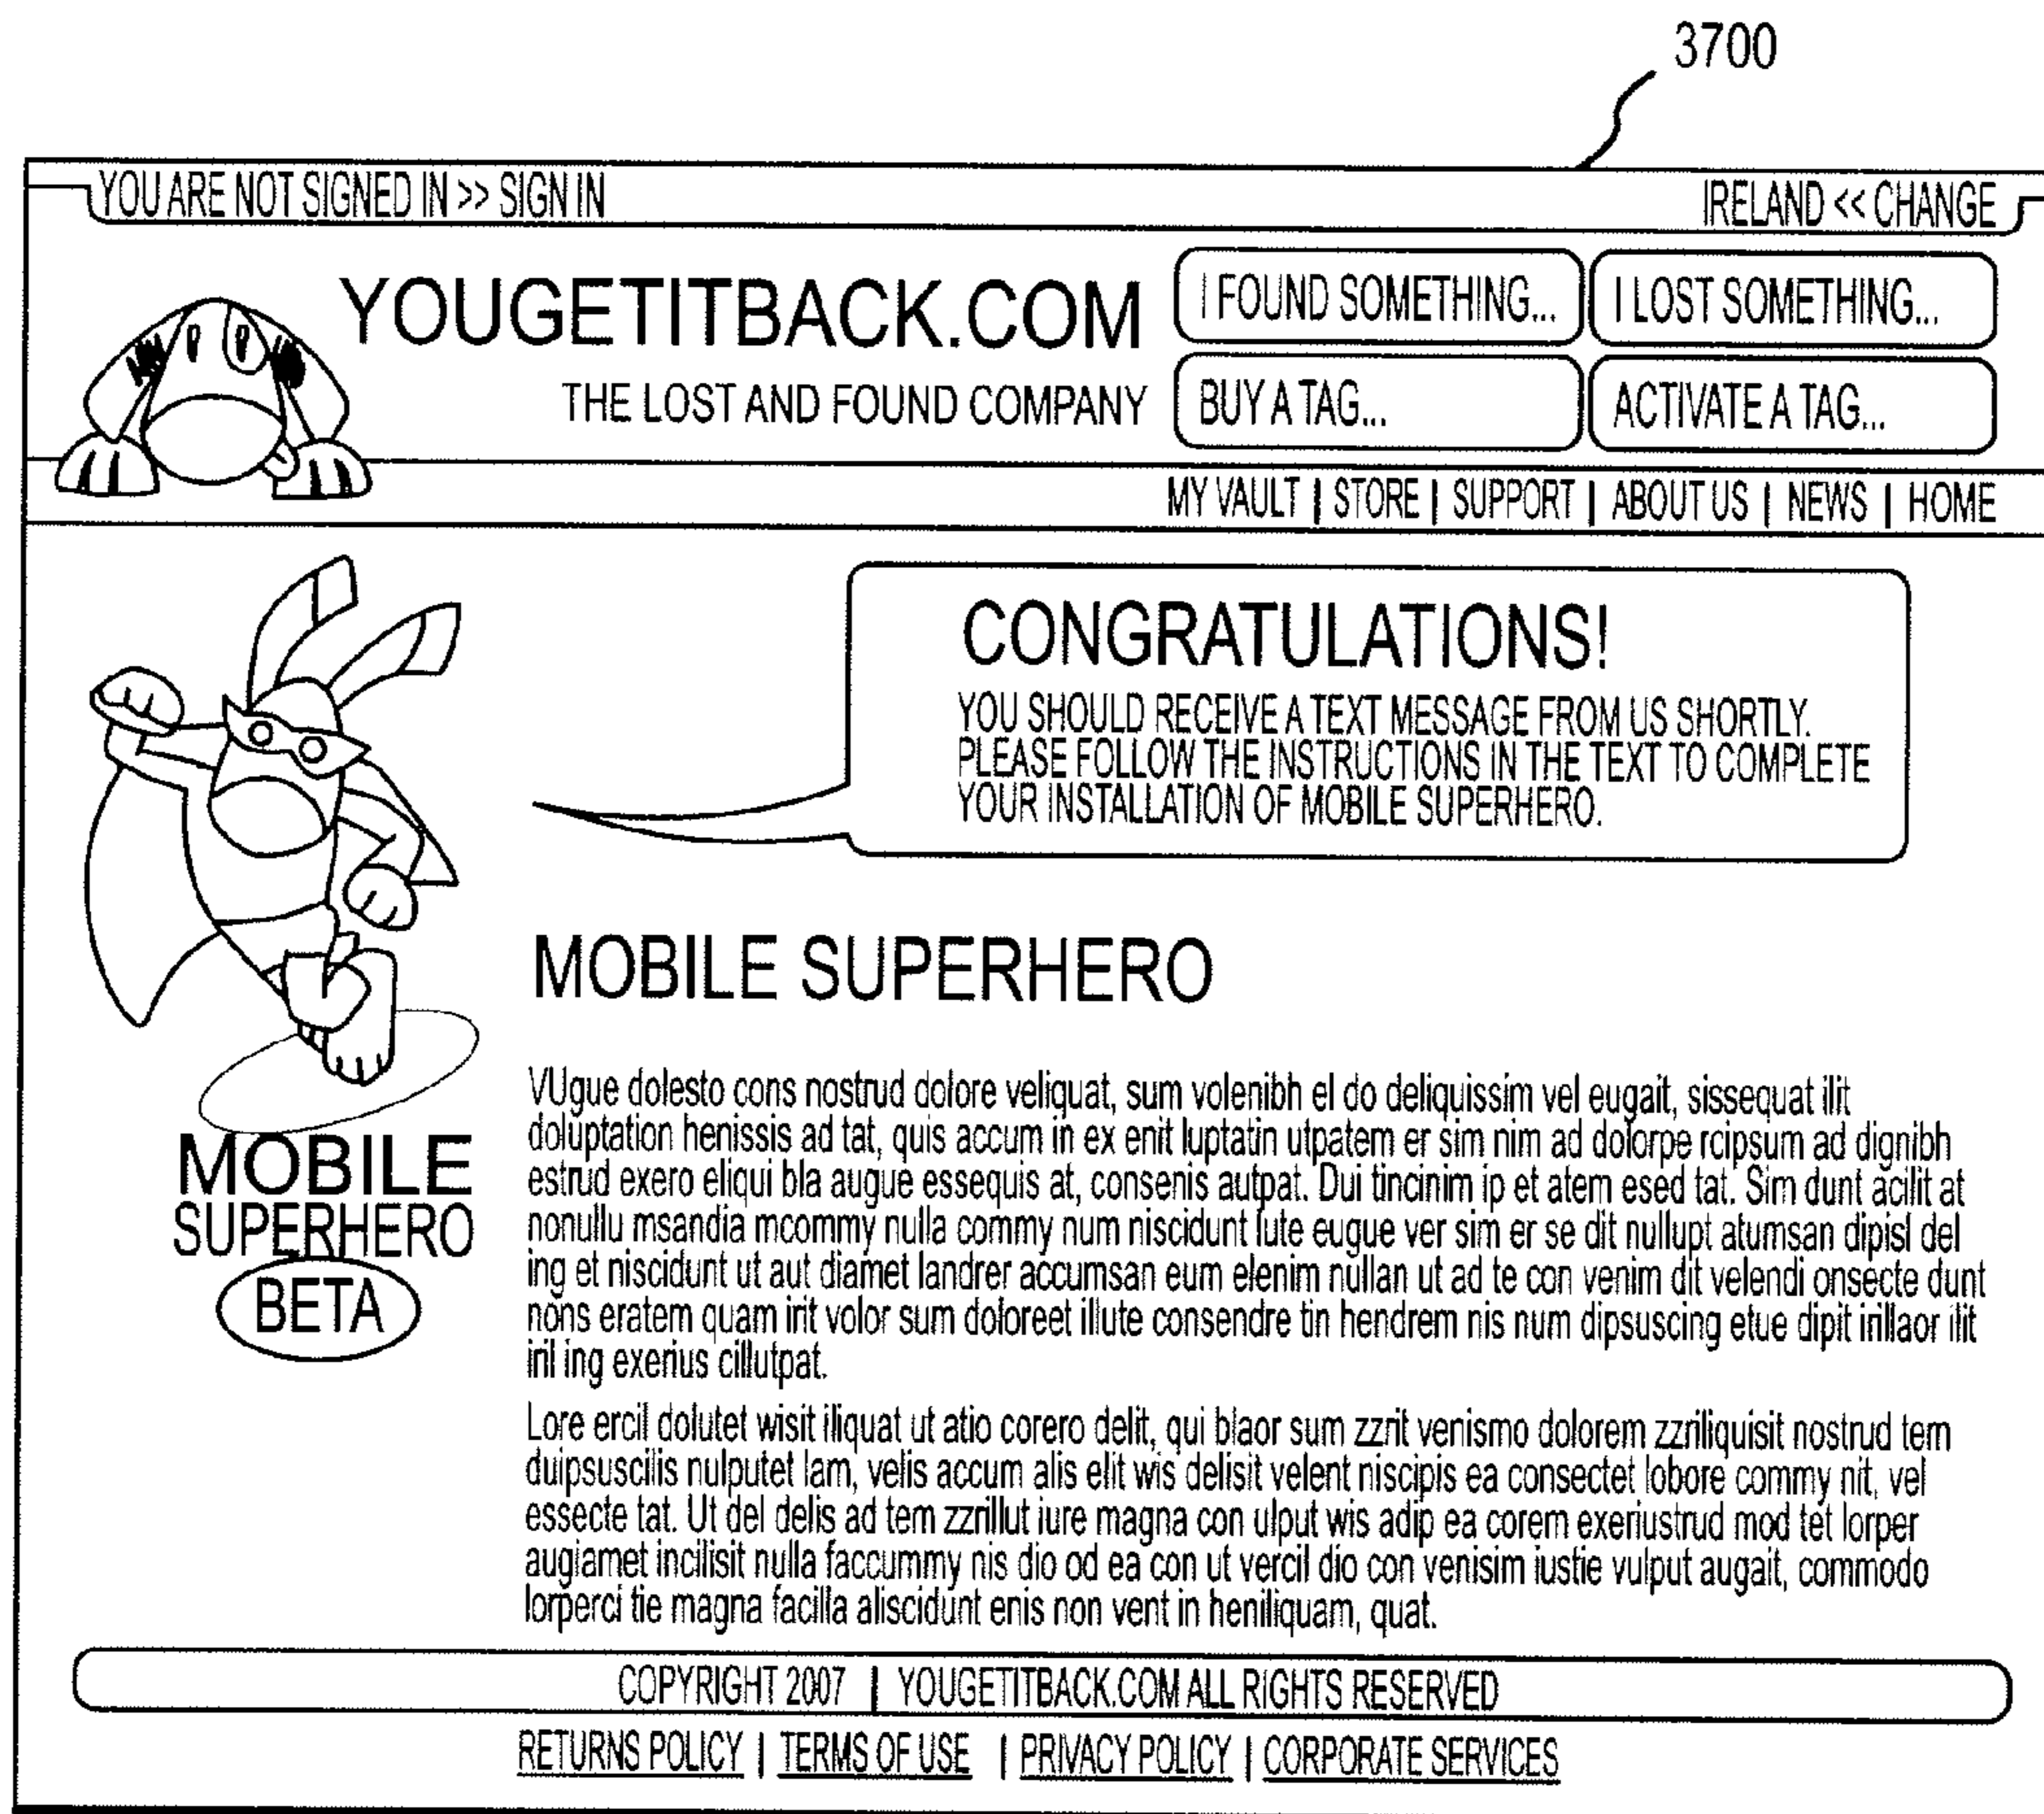 3700
YOU ARE NOT SIGNED IN >> SIGN IN
IRELAND << CHANGE
YOUGETITBACK.COM
THE LOST AND FOUND COMPANY
I FOUND SOMETHING...
I LOST SOMETHING...
BUY A TAG...
ACTIVATE A TAG...
MY VAULT | STORE | SUPPORT | ABOUT US | NEWS | HOME
CONGRATULATIONS!
YOU SHOULD RECEIVE A TEXT MESSAGE FROM US SHORTLY.
PLEASE FOLLOW THE INSTRUCTIONS IN THE TEXT TO COMPLETE
YOUR INSTALLATION OF MOBILE SUPERHERO.
MOBILE
SUPERHERO
BETA
MOBILE SUPERHERO
VUgue dolesto cons nostrud dolore veliquat, sum volenibh el do deliquissim vel eugait, sissequat ilit
doluptation henissis ad tat, quis accum in ex enit luptatin utpatem er sim nim ad dolorpe rcipsum ad dignibh
estrud exero eliqui bla augue essequis at, consenis autpat. Dui tincinim ip et atem esed tat. Sim dunt acilit at
nonullu msandia mcommy nulla commy num niscidunt lute eugue ver sim er se dit nullupt atumsan dipisl del
ing et niscidunt ut aut diamet landrer accumsan eum elenim nullan ut ad te con venim dit velendi onsecte dunt
nons eratem quam irit volor sum doloreet illute consendre tin hendrem nis num dipsuscing etue dipit irillaor ilit
iril ing exerius cillutpat.
Lore ercil dolutet wisit iliquat ut atio corero delit, qui blaor sum zzrit venismo dolorem zzriliquisit nostrud tem
duipsuscilis nulputet lam, velis accum alis elit wis delisit velent niscipis ea consectet lobore commy nit, vel
essecte tat. Ut del delis ad tem zzrillut iure magna con ulput wis adip ea corem exeriustrud mod tet lorper
augiamet incilisit nulla faccummy nis dio od ea con ut vercil dio con venisim iustie vulput augait, commodo
lorperci tie magna facilla aliscidunt enis non vent in heniliquam, quat.
COPYRIGHT 2007 | YOUGETITBACK.COM ALL RIGHTS RESERVED
RETURNS POLICY | TERMS OF USE | PRIVACY POLICY | CORPORATE SERVICES